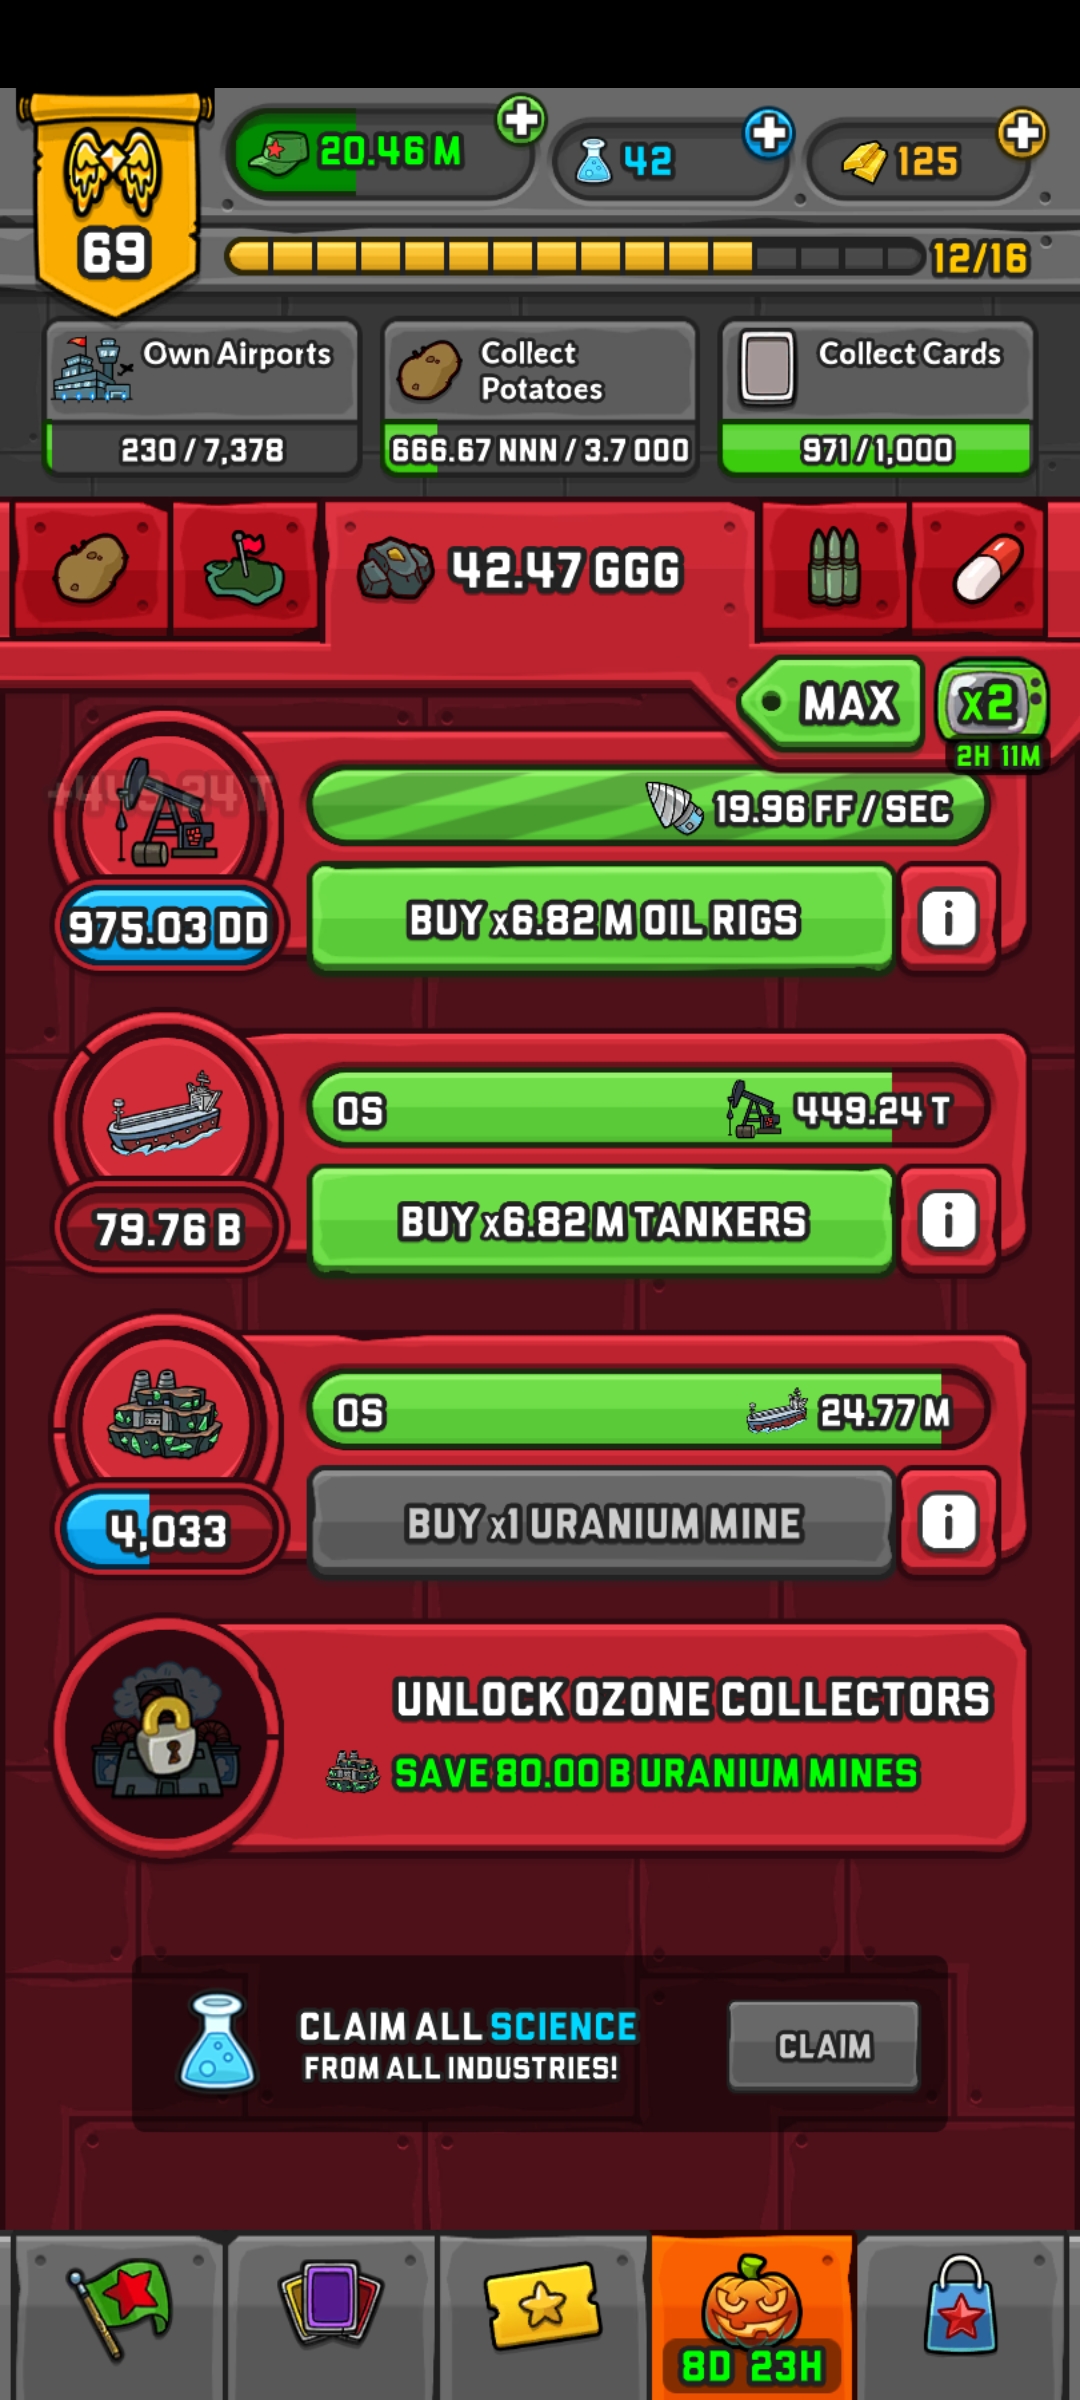 69
20.46 M
42
125
12/16
Own Airports
230 / 7,378
Collect
Potatoes
666.67 NNN / 3.7 OOO
Collect Cards
971 / 1,000
42.47 GGG
MAX
x2
2H 11M
+449.24 T
19.96 FF / SEC
975.03 DD
BUY x6.82 M OIL RIGS
i
0S
449.24 T
79.76 B
BUY x6.82 M TANKERS
i
0S
24.77 M
4,033
BUY x1 URANIUM MINE
i
UNLOCK OZONE COLLECTORS
SAVE 80.00 B URANIUM MINES
CLAIM ALL SCIENCE
FROM ALL INDUSTRIES!
CLAIM
8D 23H